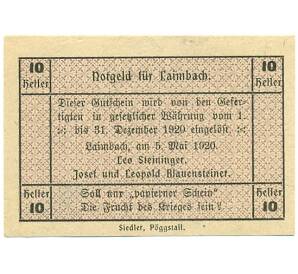 10 Notgeld für Laimbach. 10
Heller Heller
Dieser Gutschein wird von den Gefer-
tigten in gesetzlicher Währung vom 1.
:-: bis 31. Dezember 1920 eingelöst :-:
Laimbach, am 5. Mai 1920.
Leo Steininger,
Josef und Leopold Blauensteiner.
Heller Soll nur „papierner Schein" Heller
10 Die Frucht des Krieges sein! 10
Siedler, Pöggstall.